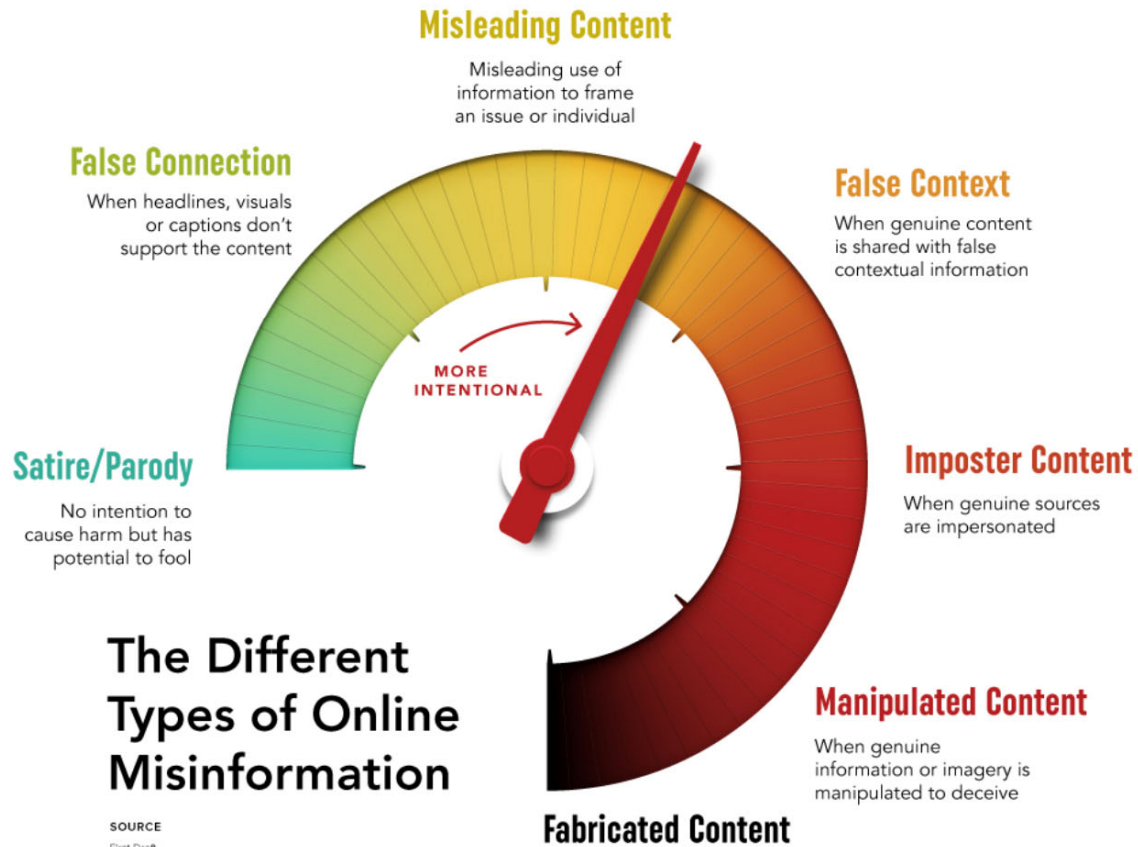 Misleading Content
Misleading use of
information to frame
an issue or individual
False Connection
When headlines, visuals
or captions don't
support the content
False Context
When genuine content
is shared with false
contextual information
MORE
INTENTIONAL
Satire/Parody
No intention to
cause harm but has
potential to fool
Imposter Content
When genuine sources
are impersonated
The Different
Types of Online
Misinformation
Manipulated Content
When genuine
information or imagery is
manipulated to deceive
Fabricated Content
SOURCE